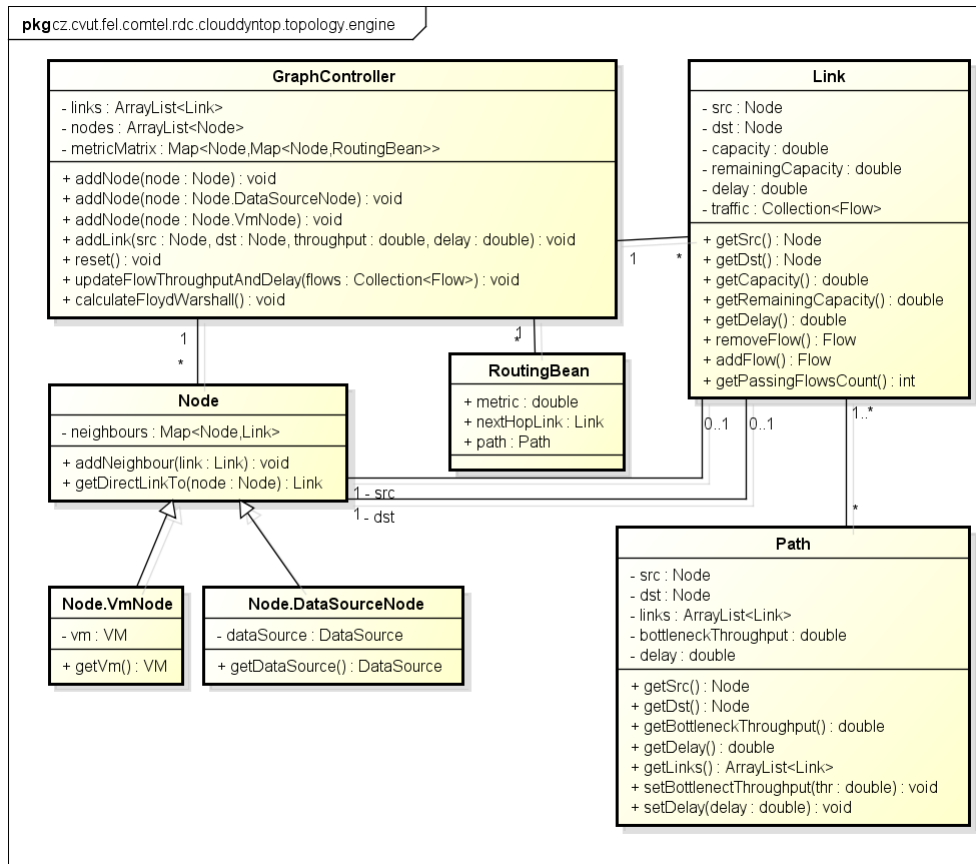 pkg cz.cvut.fel.comtel.rdc.clouddyntop.topology.engine
GraphController
- links : ArrayList<Link>
- nodes : ArrayList<Node>
- metricMatrix : Map<Node,Map<Node,RoutingBean>>
+ addNode(node : Node) : void
+ addNode(node : Node.DataSourceNode) : void
+ addNode(node : Node.VmNode) : void
+ addLink(src : Node, dst : Node, throughput : double, delay : double) : void
+ reset() : void
+ updateFlowThroughputAndDelay(flows : Collection<Flow>) : void
+ calculateFloydWarshall() : void
Link
- src : Node
- dst : Node
- capacity : double
- remainingCapacity : double
- delay : double
- traffic : Collection<Flow>
+ getSrc() : Node
+ getDst() : Node
+ getCapacity() : double
+ getRemainingCapacity() : double
+ getDelay() : double
+ removeFlow() : Flow
+ addFlow() : Flow
+ getPassingFlowsCount() : int
1
*
1
*
1
*
RoutingBean
+ metric : double
+ nextHopLink : Link
+ path : Path
Node
- neighbours : Map<Node,Link>
+ addNeighbour(link : Link) : void
+ getDirectLinkTo(node : Node) : Link
0..1
0..1
1..*
1 - src
1 - dst
*
Node.VmNode
- vm : VM
+ getVm() : VM
Node.DataSourceNode
- dataSource : DataSource
+ getDataSource() : DataSource
Path
- src : Node
- dst : Node
- links : ArrayList<Link>
- bottleneckThroughput : double
- delay : double
+ getSrc() : Node
+ getDst() : Node
+ getBottleneckThroughput() : double
+ getDelay() : double
+ getLinks() : ArrayList<Link>
+ setBottlenectThroughput(thr : double) : void
+ setDelay(delay : double) : void